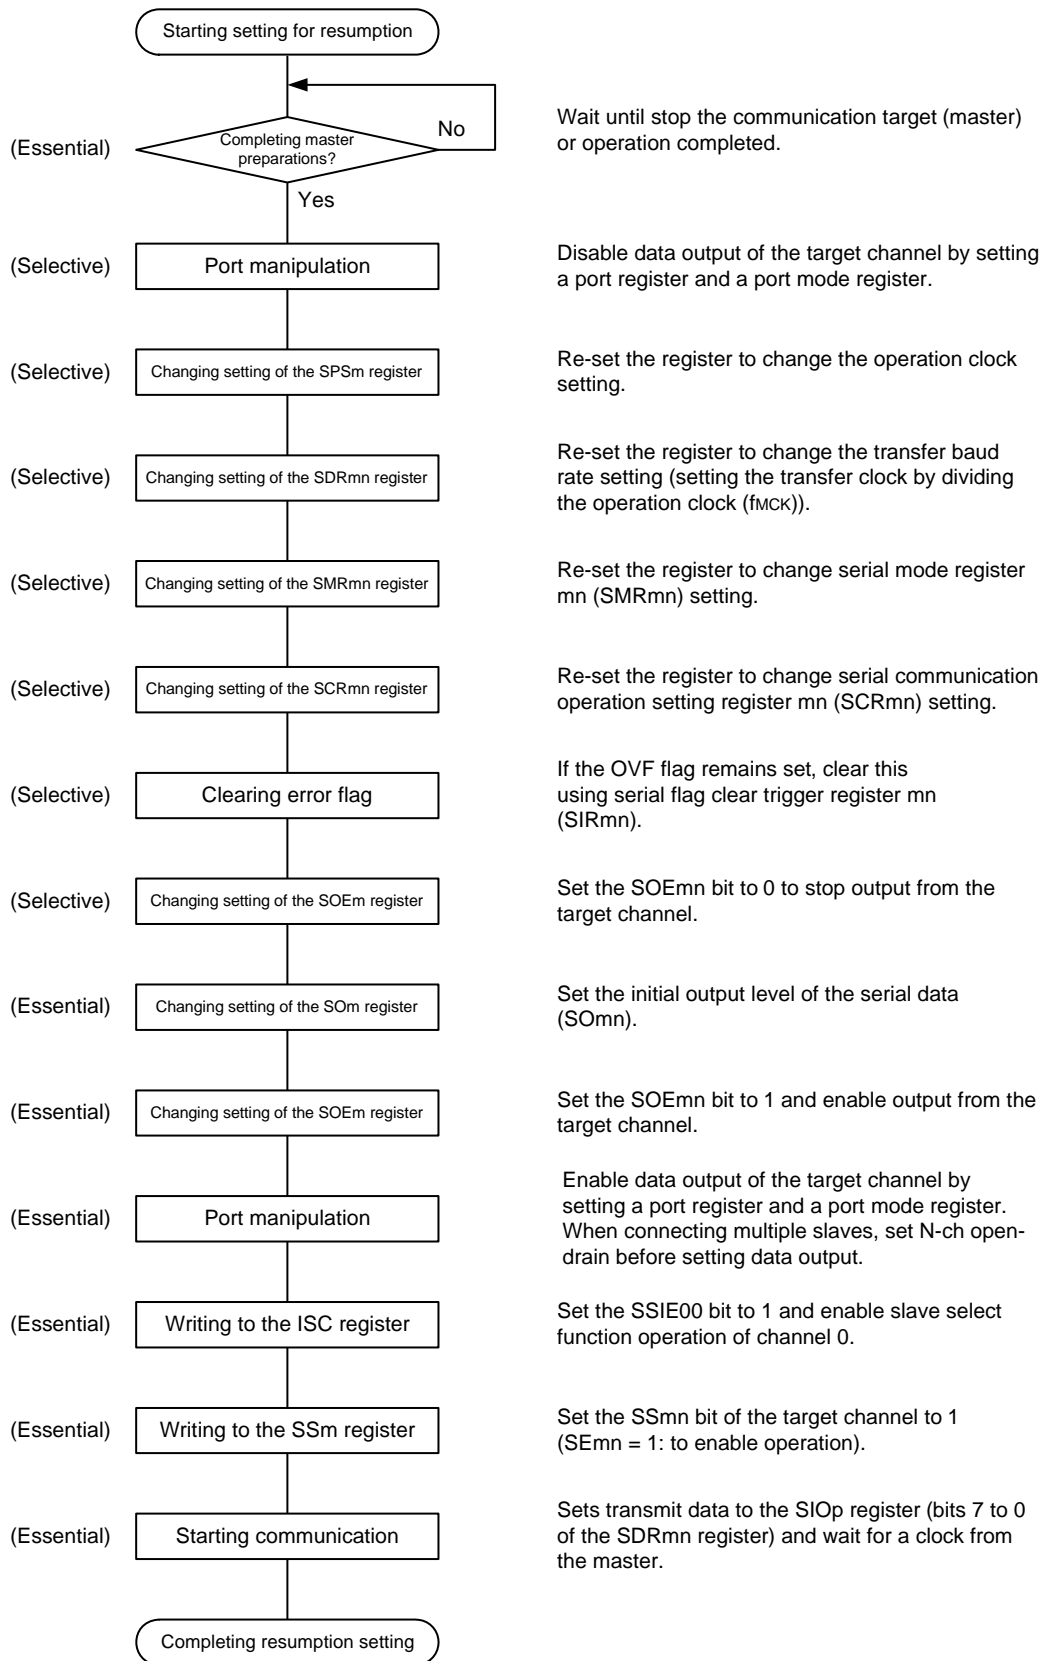 Starting setting for resumption
(Essential)
Completing master
preparations?
No
Yes
Wait until stop the communication target (master)
or operation completed.
(Selective)
Port manipulation
Disable data output of the target channel by setting
a port register and a port mode register.
(Selective)
Changing setting of the SPSm register
Re-set the register to change the operation clock
setting.
(Selective)
Changing setting of the SDRmn register
Re-set the register to change the transfer baud
rate setting (setting the transfer clock by dividing
the operation clock (fMCK)).
(Selective)
Changing setting of the SMRmn register
Re-set the register to change serial mode register
mn (SMRmn) setting.
(Selective)
Changing setting of the SCRmn register
Re-set the register to change serial communication
operation setting register mn (SCRmn) setting.
(Selective)
Clearing error flag
If the OVF flag remains set, clear this
using serial flag clear trigger register mn
(SIRmn).
(Selective)
Changing setting of the SOEm register
Set the SOEmn bit to 0 to stop output from the
target channel.
(Essential)
Changing setting of the SOm register
Set the initial output level of the serial data
(SOmn).
(Essential)
Changing setting of the SOEm register
Set the SOEmn bit to 1 and enable output from the
target channel.
(Essential)
Port manipulation
Enable data output of the target channel by
setting a port register and a port mode register.
When connecting multiple slaves, set N-ch open-
drain before setting data output.
(Essential)
Writing to the ISC register
Set the SSIE00 bit to 1 and enable slave select
function operation of channel 0.
(Essential)
Writing to the SSm register
Set the SSmn bit of the target channel to 1
(SEmn = 1: to enable operation).
(Essential)
Starting communication
Sets transmit data to the SIOp register (bits 7 to 0
of the SDRmn register) and wait for a clock from
the master.
Completing resumption setting